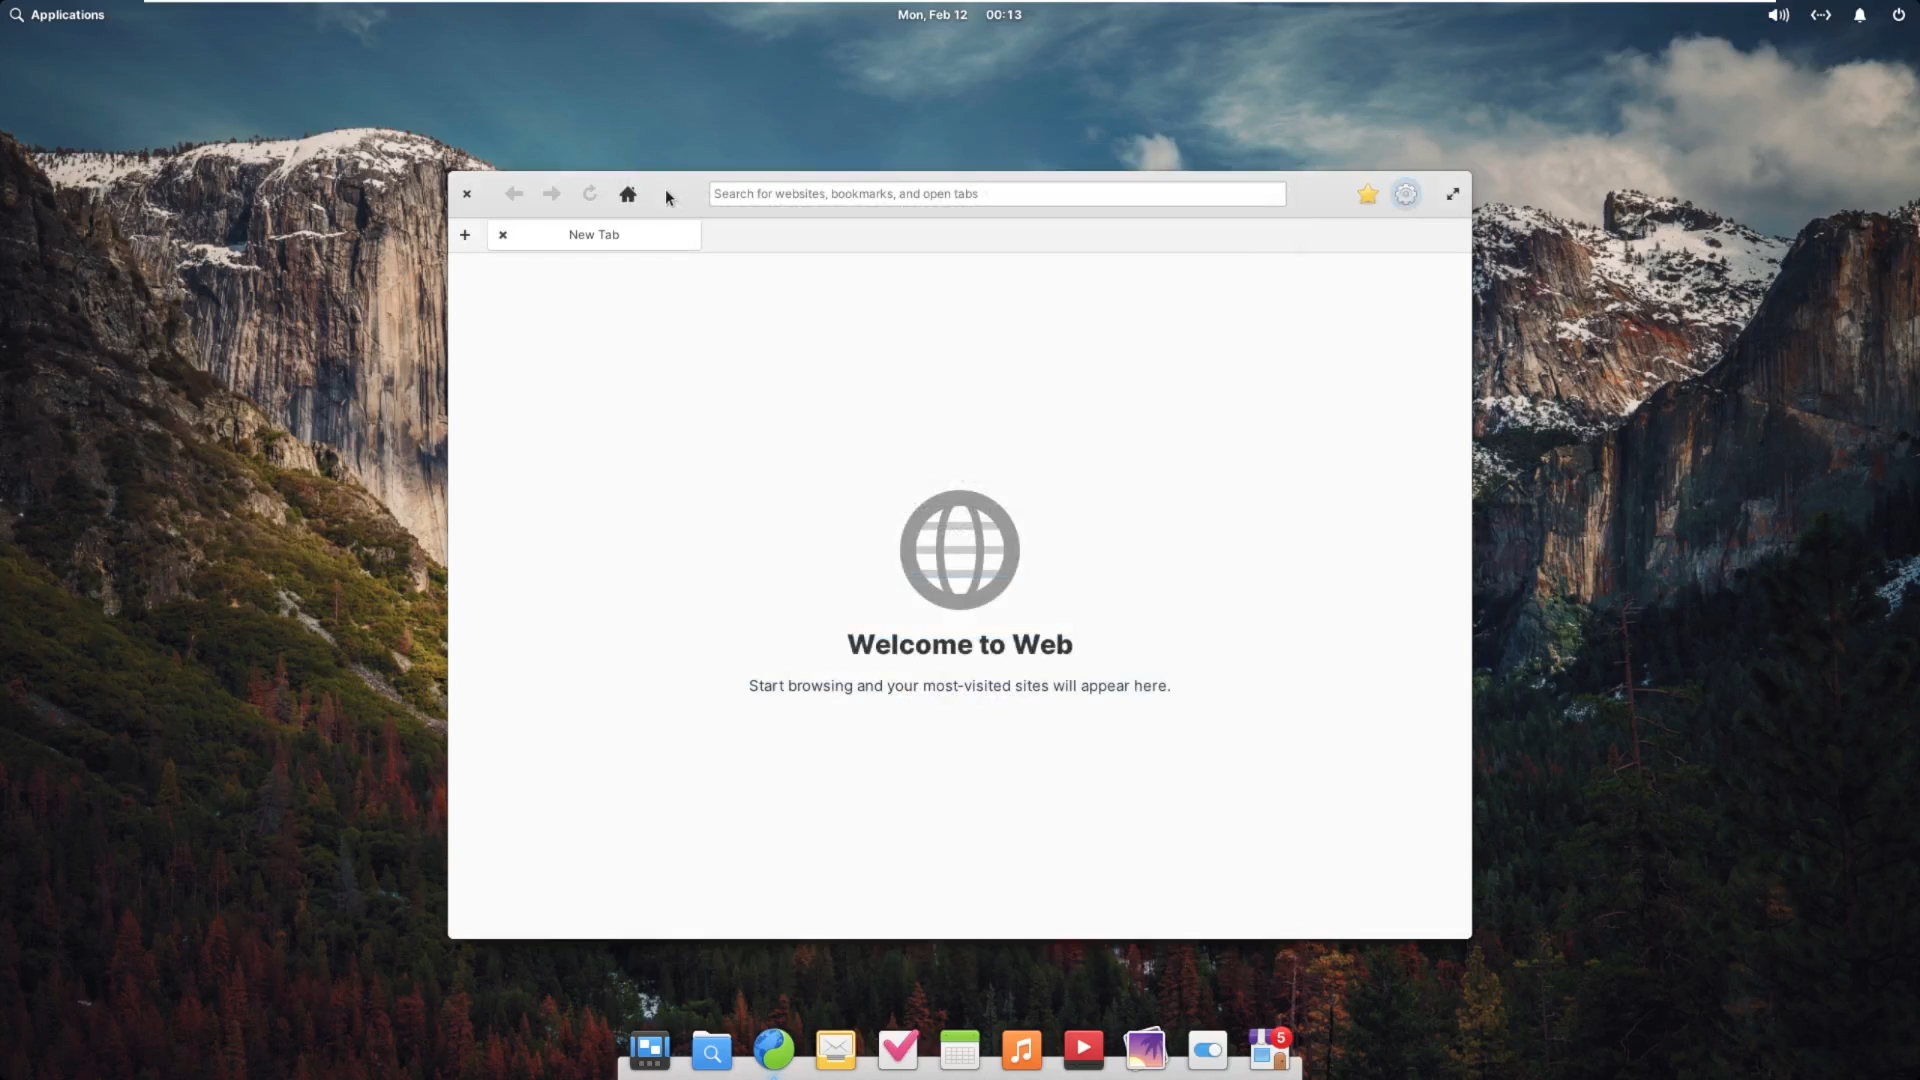 Applications
Mon, Feb 12 00:13
Search for websites, bookmarks, and open tabs
New Tab
Welcome to Web
Start browsing and your most-visited sites will appear here.
5